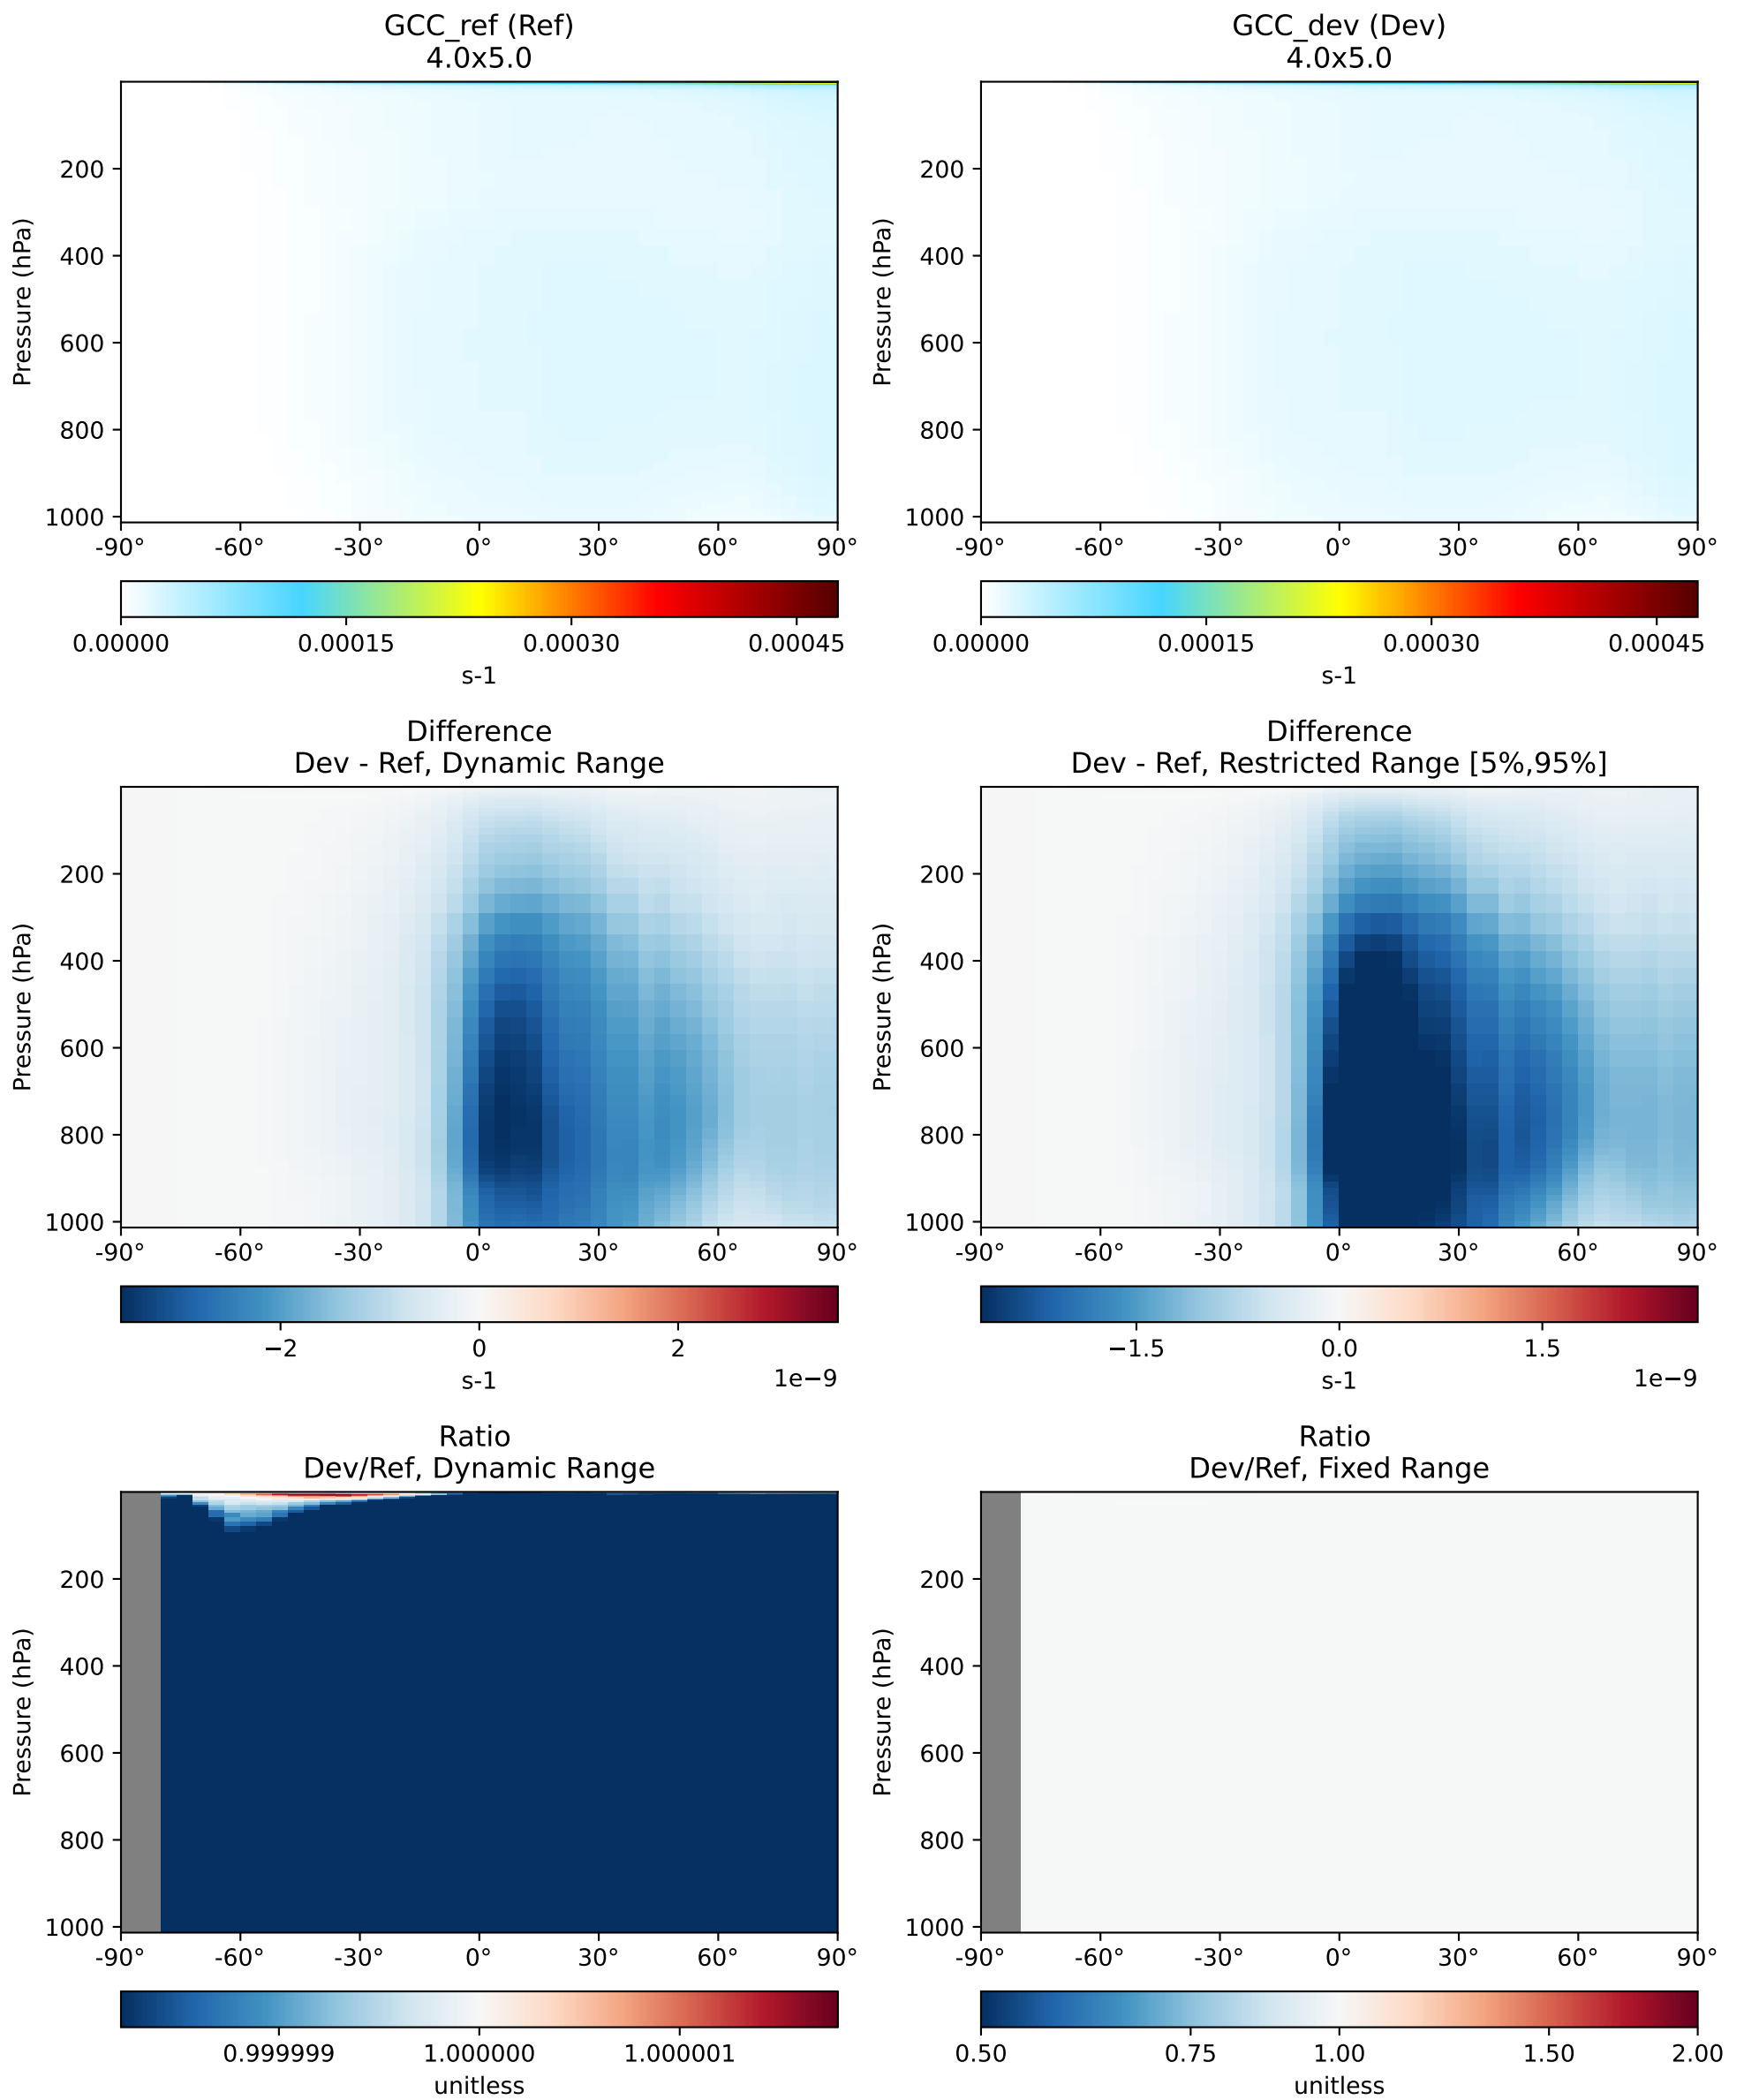 GCC_ref (Ref)
4.0x5.0
GCC_dev (Dev)
4.0x5.0
Pressure (hPa)
200
400
600
800
1000
-90° -60° -30° 0° 30° 60° 90°
0.00000 0.00015 0.00030 0.00045
s-1
Pressure (hPa)
200
400
600
800
1000
-90° -60° -30° 0° 30° 60° 90°
0.00000 0.00015 0.00030 0.00045
s-1
Difference
Dev - Ref, Dynamic Range
Difference
Dev - Ref, Restricted Range [5%,95%]
Pressure (hPa)
200
400
600
800
1000
-90° -60° -30° 0° 30° 60° 90°
−2 0 2
s-1 1e−9
Pressure (hPa)
200
400
600
800
1000
-90° -60° -30° 0° 30° 60° 90°
−1.5 0.0 1.5
s-1 1e−9
Ratio
Dev/Ref, Dynamic Range
Ratio
Dev/Ref, Fixed Range
Pressure (hPa)
200
400
600
800
1000
-90° -60° -30° 0° 30° 60° 90°
0.999999 1.000000 1.000001
unitless
Pressure (hPa)
200
400
600
800
1000
-90° -60° -30° 0° 30° 60° 90°
0.50 0.75 1.00 1.50 2.00
unitless